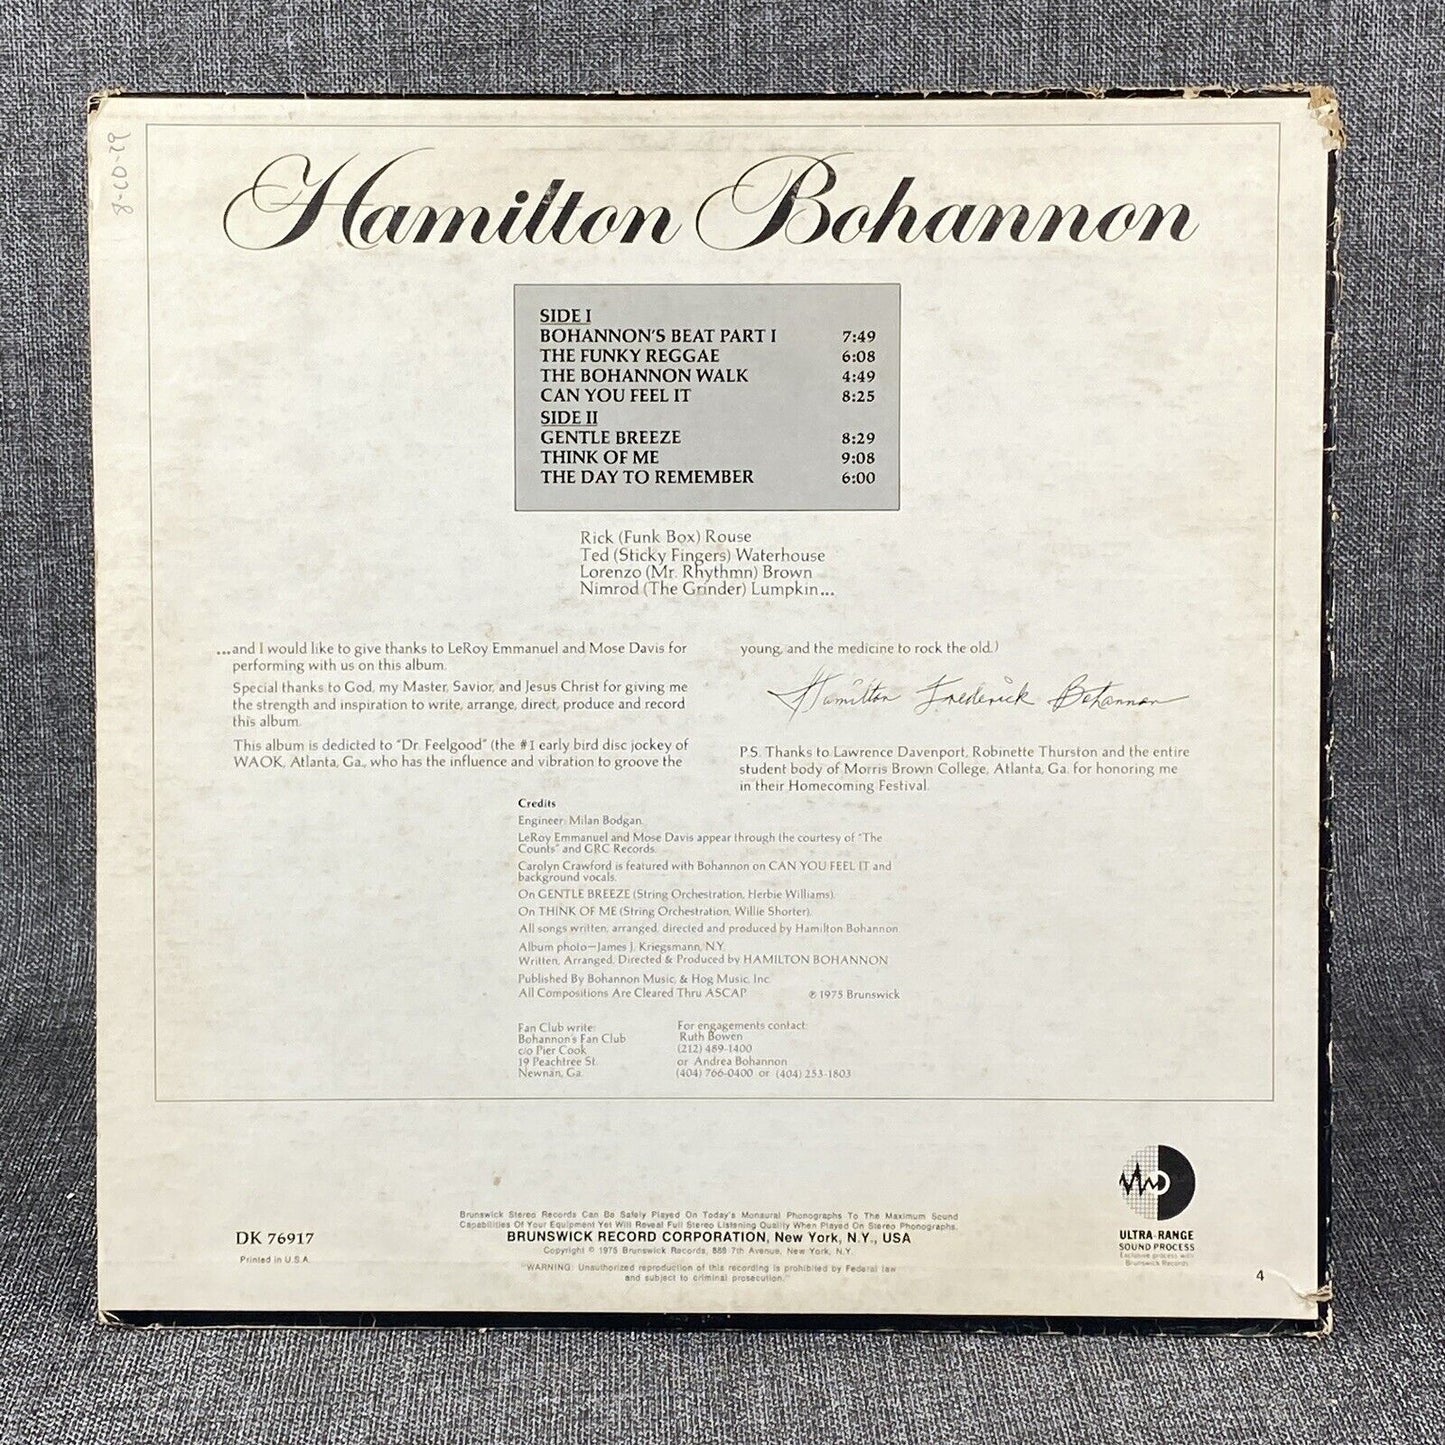 8-CO-79
Hamilton Bohannon
SIDE I
BOHANNON'S BEAT PART I 7:49
THE FUNKY REGGAE 6:08
THE BOHANNON WALK 4:49
CAN YOU FEEL IT 8:25
SIDE II
GENTLE BREEZE 8:29
THINK OF ME 9:08
THE DAY TO REMEMBER 6:00
Rick (Funk Box) Rouse
Ted (Sticky Fingers) Waterhouse
Lorenzo (Mr. Rhythmn) Brown
Nimrod (The Grinder) Lumpkin...
...and I would like to give thanks to LeRoy Emmanuel and Mose Davis for
performing with us on this album.
Special thanks to God, my Master, Savior, and Jesus Christ for giving me
the strength and inspiration to write, arrange, direct, produce and record
this album.
This album is dedicted to "Dr. Feelgood" (the #1 early bird disc jockey of
WAOK, Atlanta, Ga., who has the influence and vibration to groove the
young, and the medicine to rock the old.)
Hamilton Frederick Bohannon
P.S. Thanks to Lawrence Davenport, Robinette Thurston and the entire
student body of Morris Brown College, Atlanta, Ga. for honoring me
in their Homecoming Festival.
Credits
Engineer: Milan Bodgan.
LeRoy Emmanuel and Mose Davis appear through the courtesy of "The
Counts" and GRC Records.
Carolyn Crawford is featured with Bohannon on CAN YOU FEEL IT and
background vocals.
On GENTLE BREEZE (String Orchestration, Herbie Williams).
On THINK OF ME (String Orchestration, Willie Shorter).
All songs written, arranged, directed and produced by Hamilton Bohannon.
Album photo—James J. Kriegsmann, N.Y.
Written, Arranged, Directed & Produced by HAMILTON BOHANNON
Published By Bohannon Music, & Hog Music, Inc.
All Compositions Are Cleared Thru ASCAP ℗ 1975 Brunswick
Fan Club write:
Bohannon's Fan Club
c/o Pier Cook
19 Peachtree St.
Newnan, Ga.
For engagements contact:
Ruth Bowen
(212) 489-1400
or Andrea Bohannon
(404) 766-0400 or (404) 253-1803
Brunswick Stereo Records Can Be Safely Played On Today's Monaural Phonographs To The Maximum Sound
Capabilities Of Your Equipment Yet Will Reveal Full Stereo Listening Quality When Played On Stereo Phonographs.
BRUNSWICK RECORD CORPORATION, New York, N.Y., USA
Copyright © 1975 Brunswick Records, 888 7th Avenue, New York, N.Y.
"WARNING: Unauthorized reproduction of this recording is prohibited by Federal law
and subject to criminal prosecution."
DK 76917
Printed in U.S.A.
ULTRA-RANGE
SOUND PROCESS
Exclusive process with
Brunswick Records
4